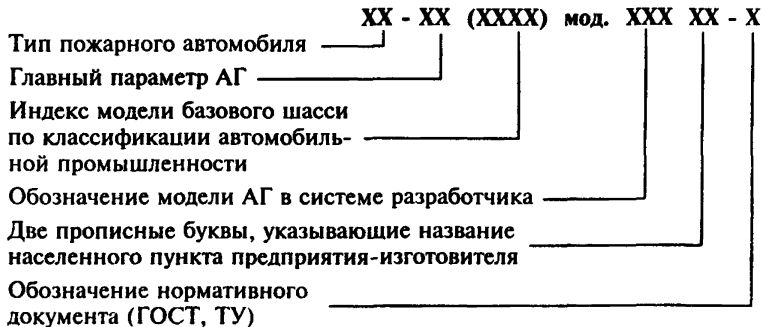 XX - XX (XXXX) мод. XXX XX - X
Тип пожарного автомобиля
Главный параметр АГ
Индекс модели базового шасси
по классификации автомобиль-
ной промышленности
Обозначение модели АГ в системе разработчика
Две прописные буквы, указывающие название
населенного пункта предприятия-изготовителя
Обозначение нормативного
документа (ГОСТ, ТУ)